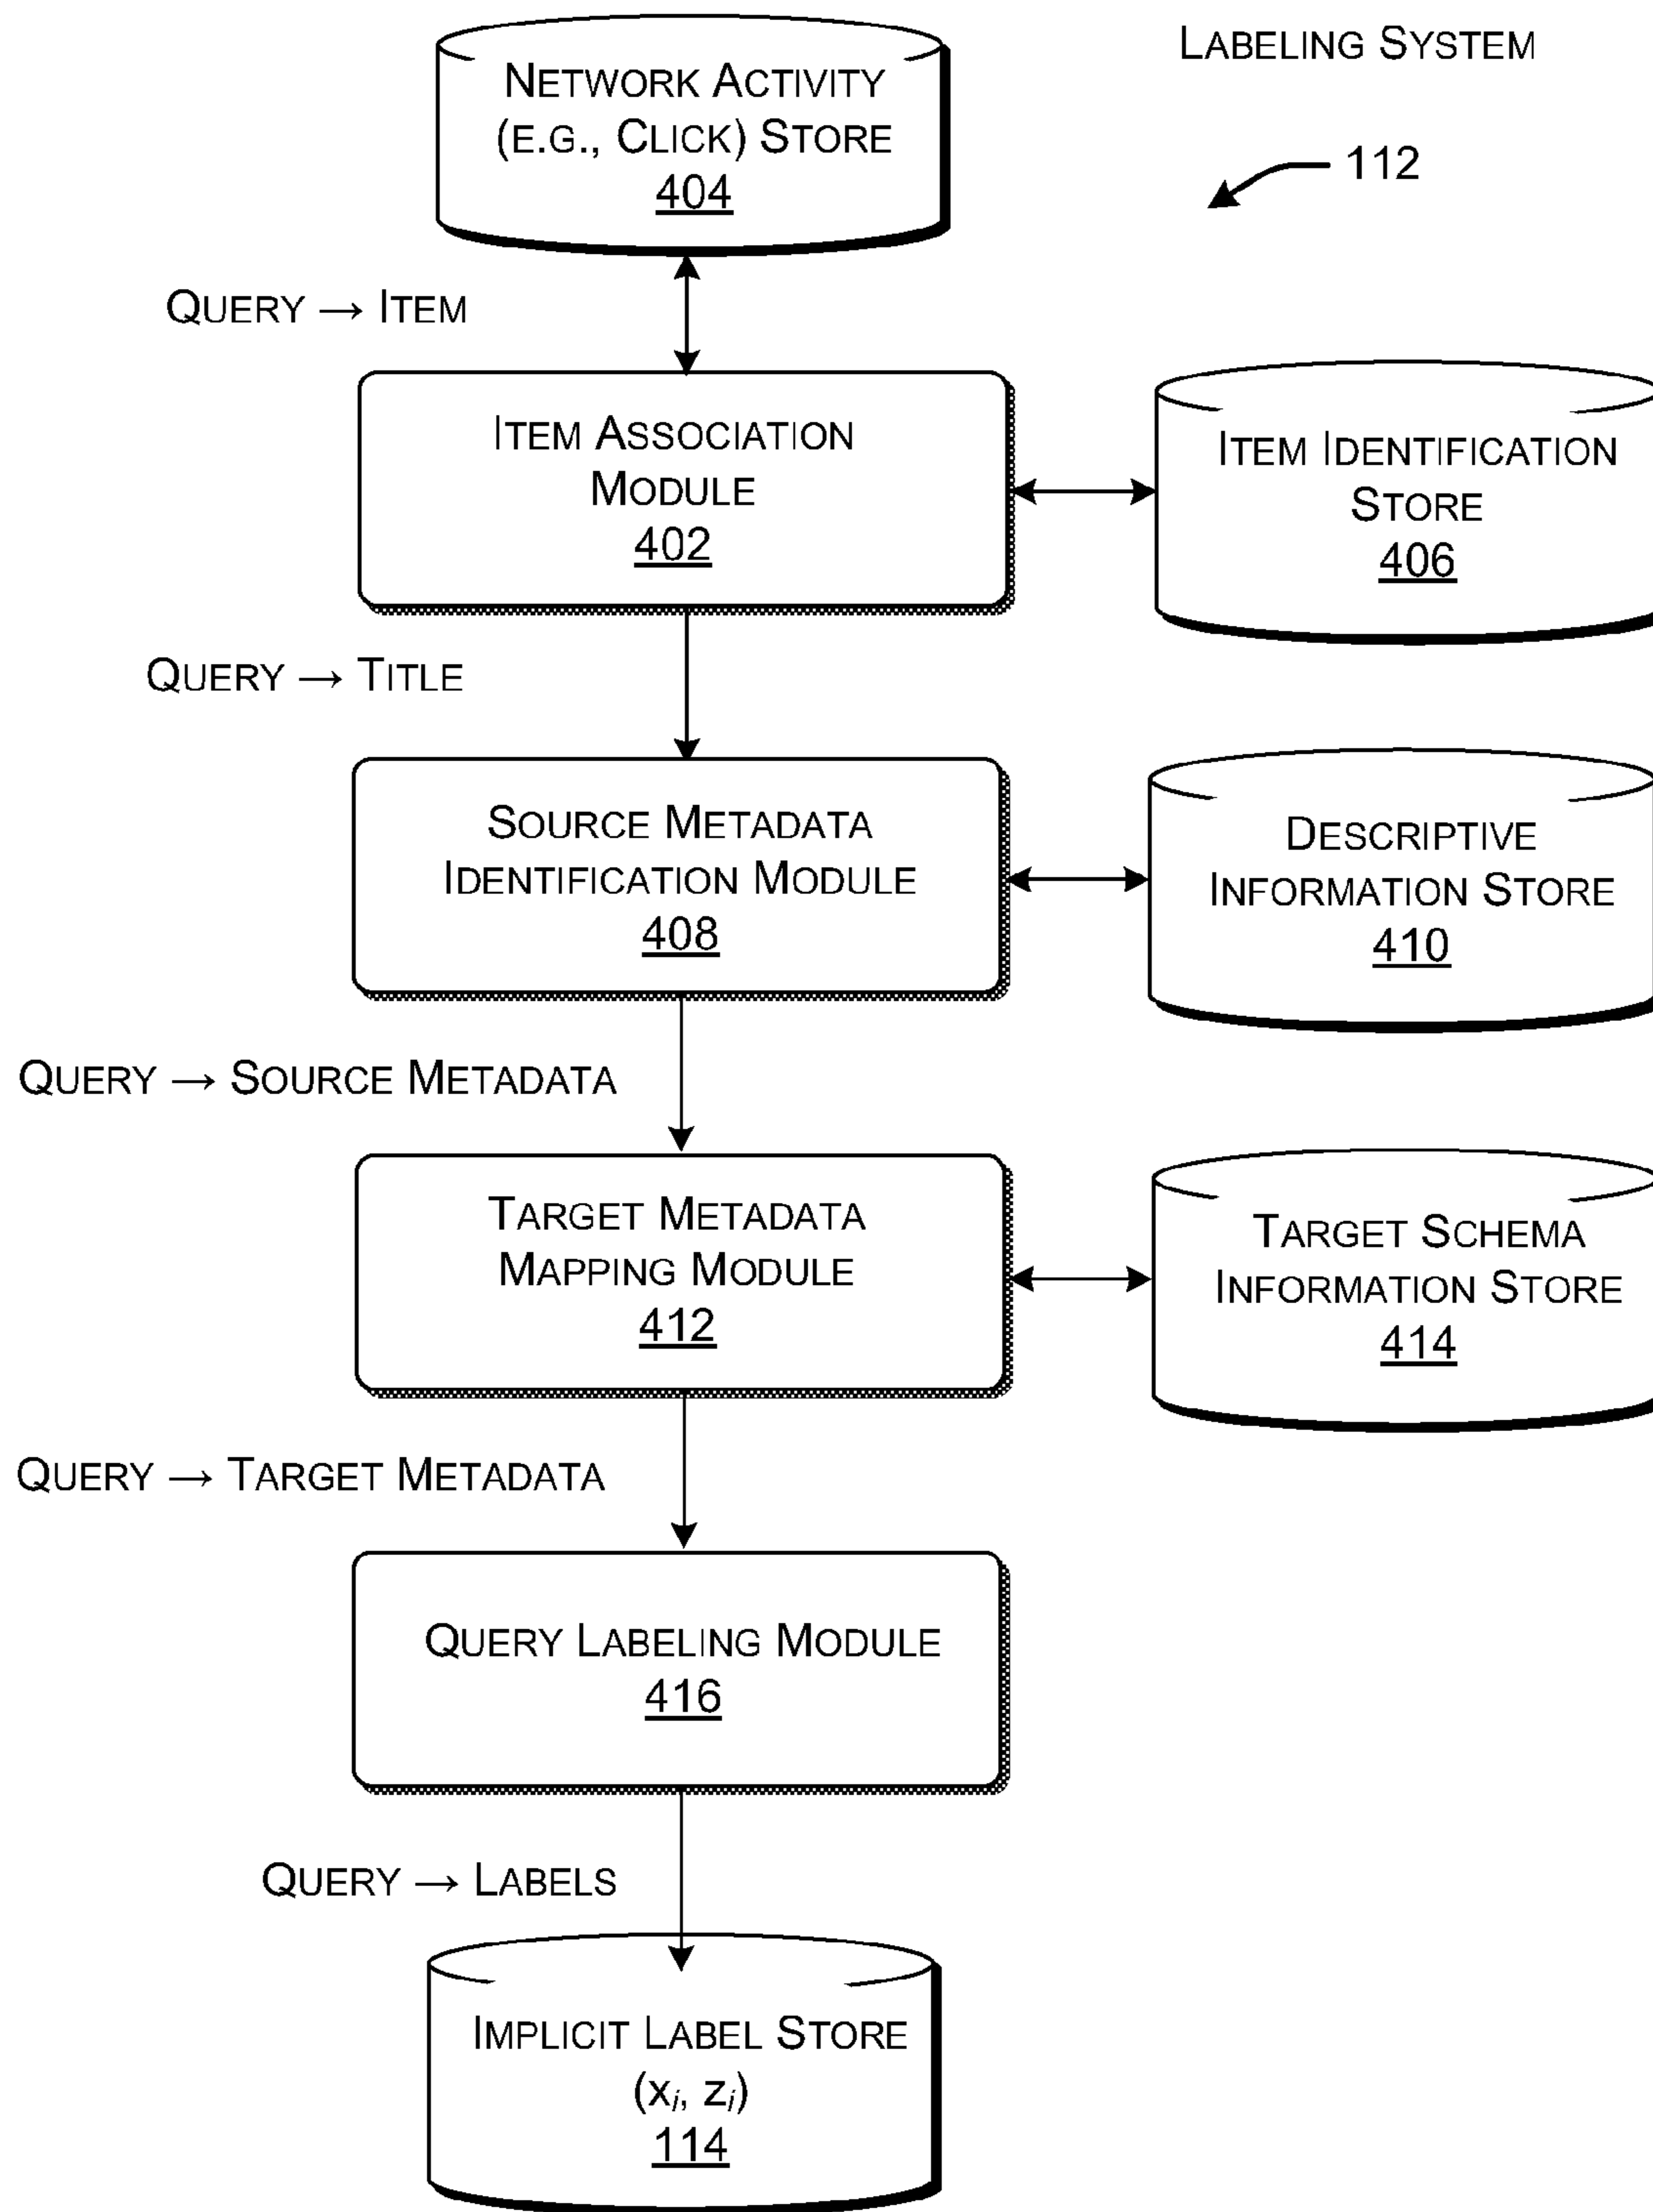 LABELING SYSTEM
112
NETWORK ACTIVITY
(E.G., CLICK) STORE
404
QUERY → ITEM
ITEM ASSOCIATION
MODULE
402
ITEM IDENTIFICATION
STORE
406
QUERY → TITLE
SOURCE METADATA
IDENTIFICATION MODULE
408
DESCRIPTIVE
INFORMATION STORE
410
QUERY → SOURCE METADATA
TARGET METADATA
MAPPING MODULE
412
TARGET SCHEMA
INFORMATION STORE
414
QUERY → TARGET METADATA
QUERY LABELING MODULE
416
QUERY → LABELS
IMPLICIT LABEL STORE
(xᵢ, zᵢ)
114